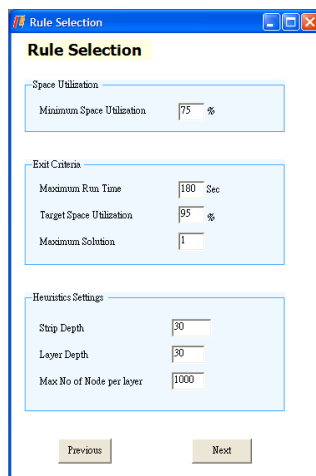 Rule Selection
Rule Selection
Space Utilization
Minimum Space Utilization 75 %
Exit Criteria
Maximum Run Time 180 Sec
Target Space Utilization 95 %
Maximum Solution 1
Heuristics Settings
Strip Depth 30
Layer Depth 30
Max No of Node per layer 1000
Previous Next